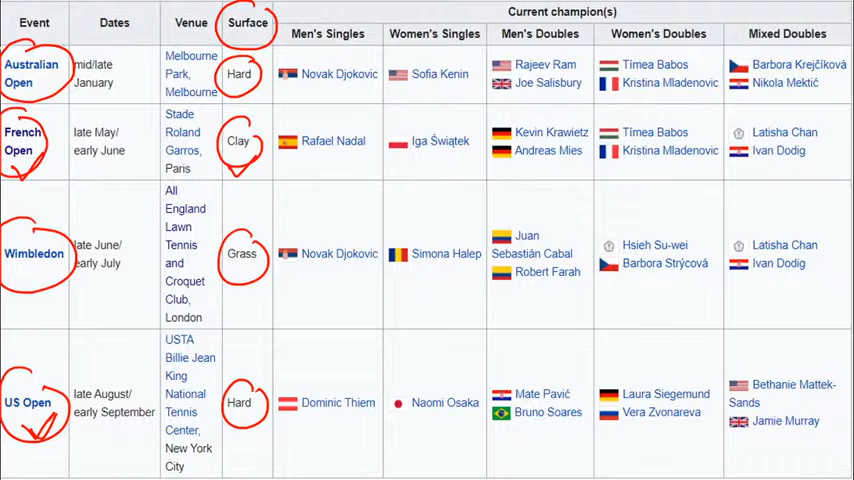 Event Dates Venue Surface Current champion(s)
Men's Singles Women's Singles Men's Doubles Women's Doubles Mixed Doubles
Australian
Open
mid/late
January
Melbourne
Park,
Melbourne
Hard
Novak Djokovic
Sofia Kenin
Rajeev Ram
Joe Salisbury
Tímea Babos
Kristina Mladenovic
Barbora Krejčíková
Nikola Mektić
French
Open
late May/
early June
Stade
Roland
Garros,
Paris
Clay
Rafael Nadal
Iga Świątek
Kevin Krawietz
Andreas Mies
Tímea Babos
Kristina Mladenovic
Latisha Chan
Ivan Dodig
Wimbledon
late June/
early July
All
England
Lawn
Tennis
and
Croquet
Club,
London
Grass
Novak Djokovic
Simona Halep
Juan
Sebastián Cabal
Robert Farah
Hsieh Su-wei
Barbora Strýcová
Latisha Chan
Ivan Dodig
US Open
late August/
early September
USTA
Billie Jean
King
National
Tennis
Center,
New York
City
Hard
Dominic Thiem
Naomi Osaka
Mate Pavić
Bruno Soares
Laura Siegemund
Vera Zvonareva
Bethanie Mattek-
Sands
Jamie Murray